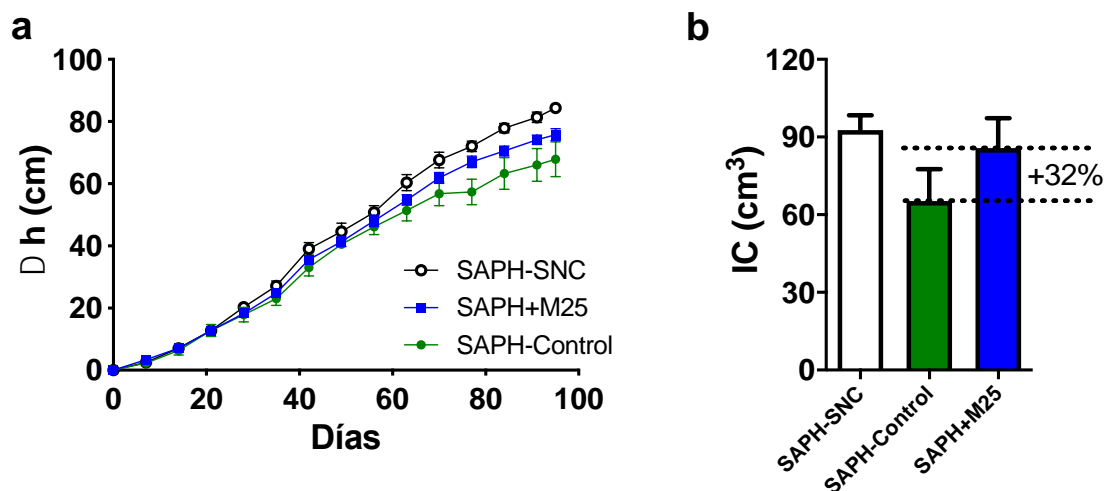 a
D h (cm)
100
80
60
40
20
0
0 20 40 60 80 100
Días
SAPH-SNC
SAPH+M25
SAPH-Control
b
IC (cm³)
120
90
60
30
0
+32%
SAPH-SNC
SAPH-Control
SAPH+M25